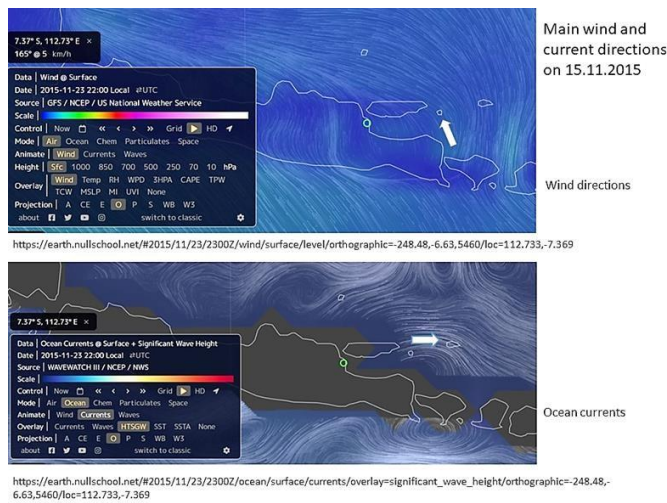 7.37° S, 112.73° E ×
165° @ 5 km/h
Data | Wind @ Surface
Date | 2015-11-23 22:00 Local ⇄UTC
Source | GFS / NCEP / US National Weather Service
Scale |
Control | Now « ‹ › » Grid HD
Mode | Air Ocean Chem Particulates Space
Animate | Wind Currents Waves
Height | Sfc 1000 850 700 500 250 70 10 hPa
Overlay | Wind Temp RH WPD 3HPA CAPE TPW
TCW MSLP MI UVI None
Projection | A CE E O P S WB W3
about switch to classic
Main wind and
current directions
on 15.11.2015
Wind directions
https://earth.nullschool.net/#2015/11/23/2300Z/wind/surface/level/orthographic=-248.48,-6.63,5460/loc=112.733,-7.369
7.37° S, 112.73° E ×
Data | Ocean Currents @ Surface + Significant Wave Height
Date | 2015-11-23 22:00 Local ⇄UTC
Source | WAVEWATCH III / NCEP / NWS
Scale |
Control | Now « ‹ › » Grid HD
Mode | Air Ocean Chem Particulates Space
Animate | Wind Currents Waves
Overlay | Currents Waves HTSGW SST SSTA None
Projection | A CE E O P S WB W3
about switch to classic
Ocean currents
https://earth.nullschool.net/#2015/11/23/2300Z/ocean/surface/currents/overlay=significant_wave_height/orthographic=-248.48,-
6.63,5460/loc=112.733,-7.369